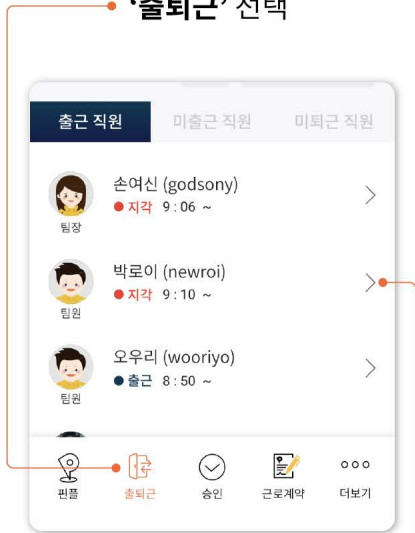 ‘출퇴근’ 선택
출근 직원 미출근 직원 미퇴근 직원
손여신 (godsony)
지각 9 : 06 ~
팀장
박로이 (newroi)
지각 9 : 10 ~
팀원
오우리 (wooriyo)
출근 8 : 50 ~
팀원
핀플 출퇴근 승인 근로계약 더보기